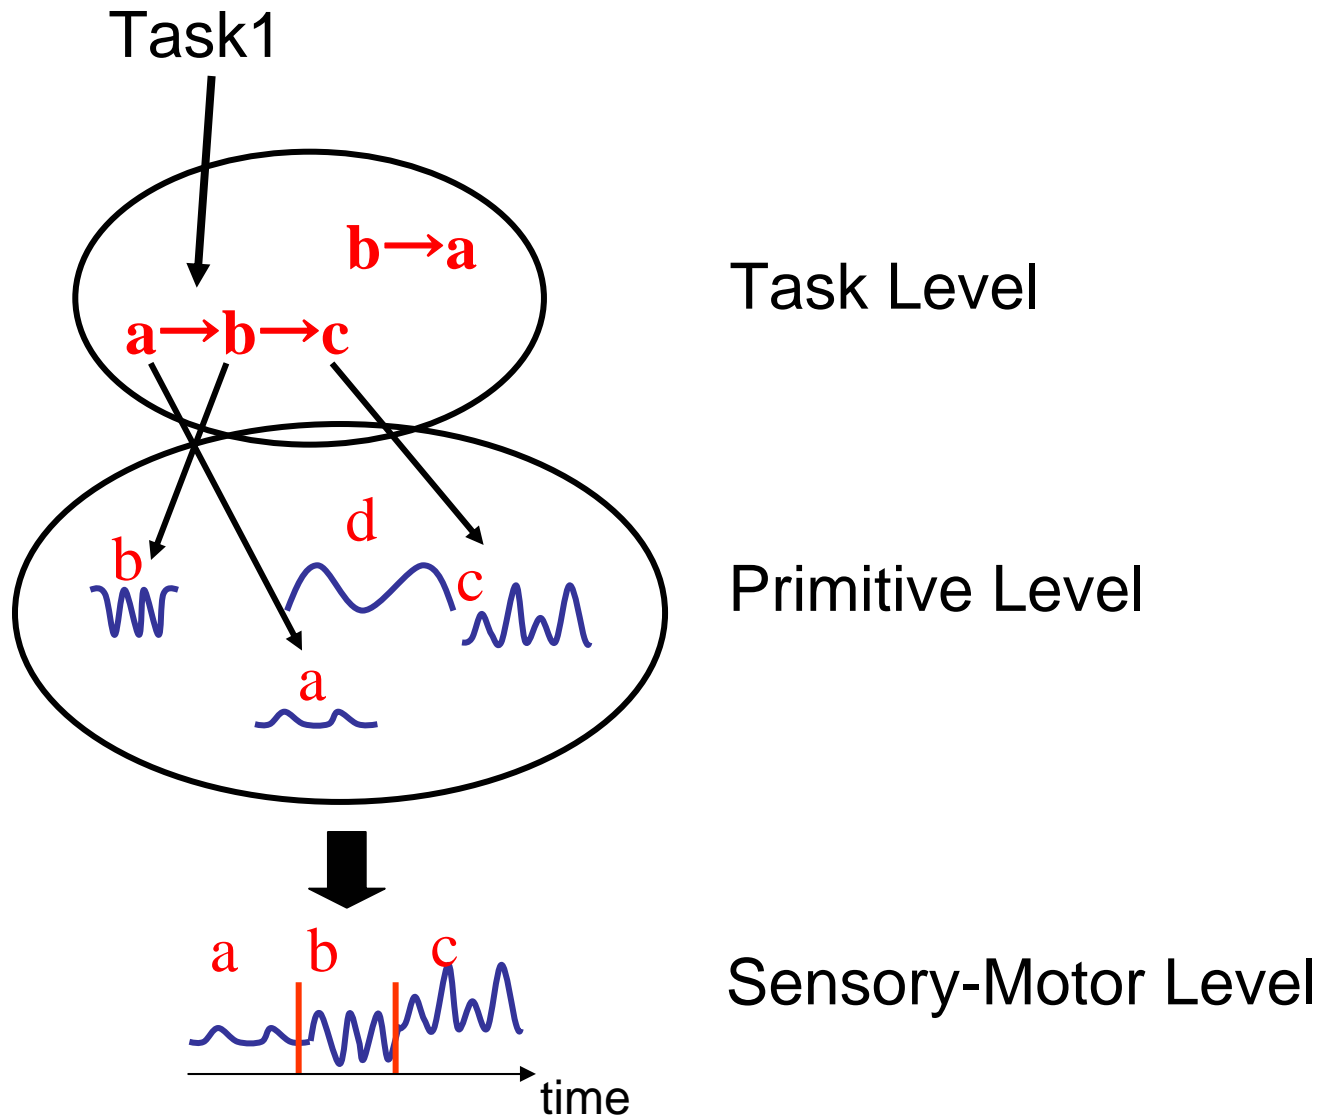 Task1
b→a
Task Level
a→b→c
d
b
c
Primitive Level
a
a b c
Sensory-Motor Level
time